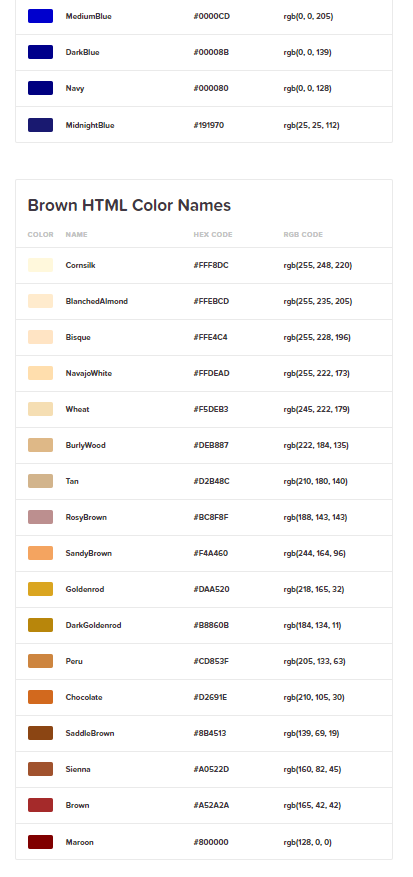 MediumBlue #0000CD rgb(0, 0, 205)
DarkBlue #00008B rgb(0, 0, 139)
Navy #000080 rgb(0, 0, 128)
MidnightBlue #191970 rgb(25, 25, 112)
Brown HTML Color Names
COLOR NAME HEX CODE RGB CODE
Cornsilk #FFF8DC rgb(255, 248, 220)
BlanchedAlmond #FFEBCD rgb(255, 235, 205)
Bisque #FFE4C4 rgb(255, 228, 196)
NavajoWhite #FFDEAD rgb(255, 222, 173)
Wheat #F5DEB3 rgb(245, 222, 179)
BurlyWood #DEB887 rgb(222, 184, 135)
Tan #D2B48C rgb(210, 180, 140)
RosyBrown #BC8F8F rgb(188, 143, 143)
SandyBrown #F4A460 rgb(244, 164, 96)
Goldenrod #DAA520 rgb(218, 165, 32)
DarkGoldenrod #B8860B rgb(184, 134, 11)
Peru #CD853F rgb(205, 133, 63)
Chocolate #D2691E rgb(210, 105, 30)
SaddleBrown #8B4513 rgb(139, 69, 19)
Sienna #A0522D rgb(160, 82, 45)
Brown #A52A2A rgb(165, 42, 42)
Maroon #800000 rgb(128, 0, 0)